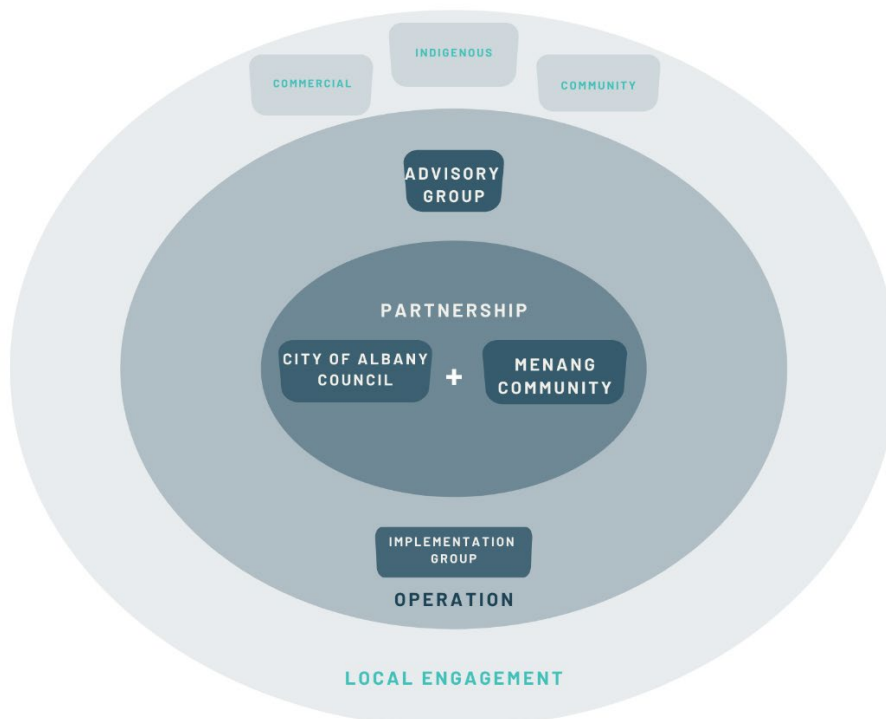 INDIGENOUS
COMMERCIAL
COMMUNITY
ADVISORY
GROUP
PARTNERSHIP
CITY OF ALBANY
COUNCIL
+
MENANG
COMMUNITY
IMPLEMENTATION
GROUP
OPERATION
LOCAL ENGAGEMENT